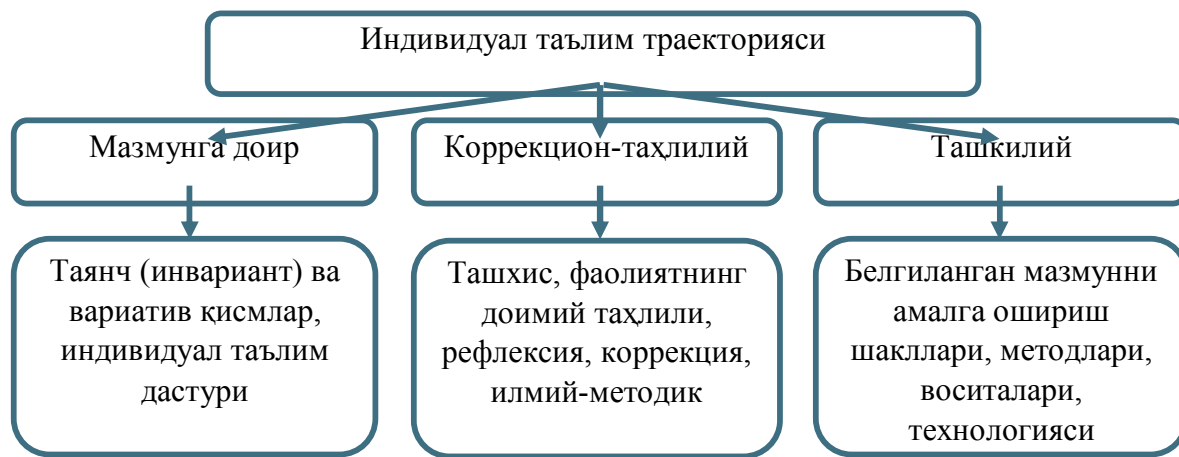 Индивидуал таълим траекторияси
Мазмунга доир
Коррекцион-таҳлилий
Ташкилий
Таянч (инвариант) ва
вариатив қисмлар,
индивидуал таълим
дастури
Ташхис, фаолиятнинг
доимий таҳлили,
рефлексия, коррекция,
илмий-методик
Белгиланган мазмунни
амалга ошириш
шакллари, методлари,
воситалари,
технологияси